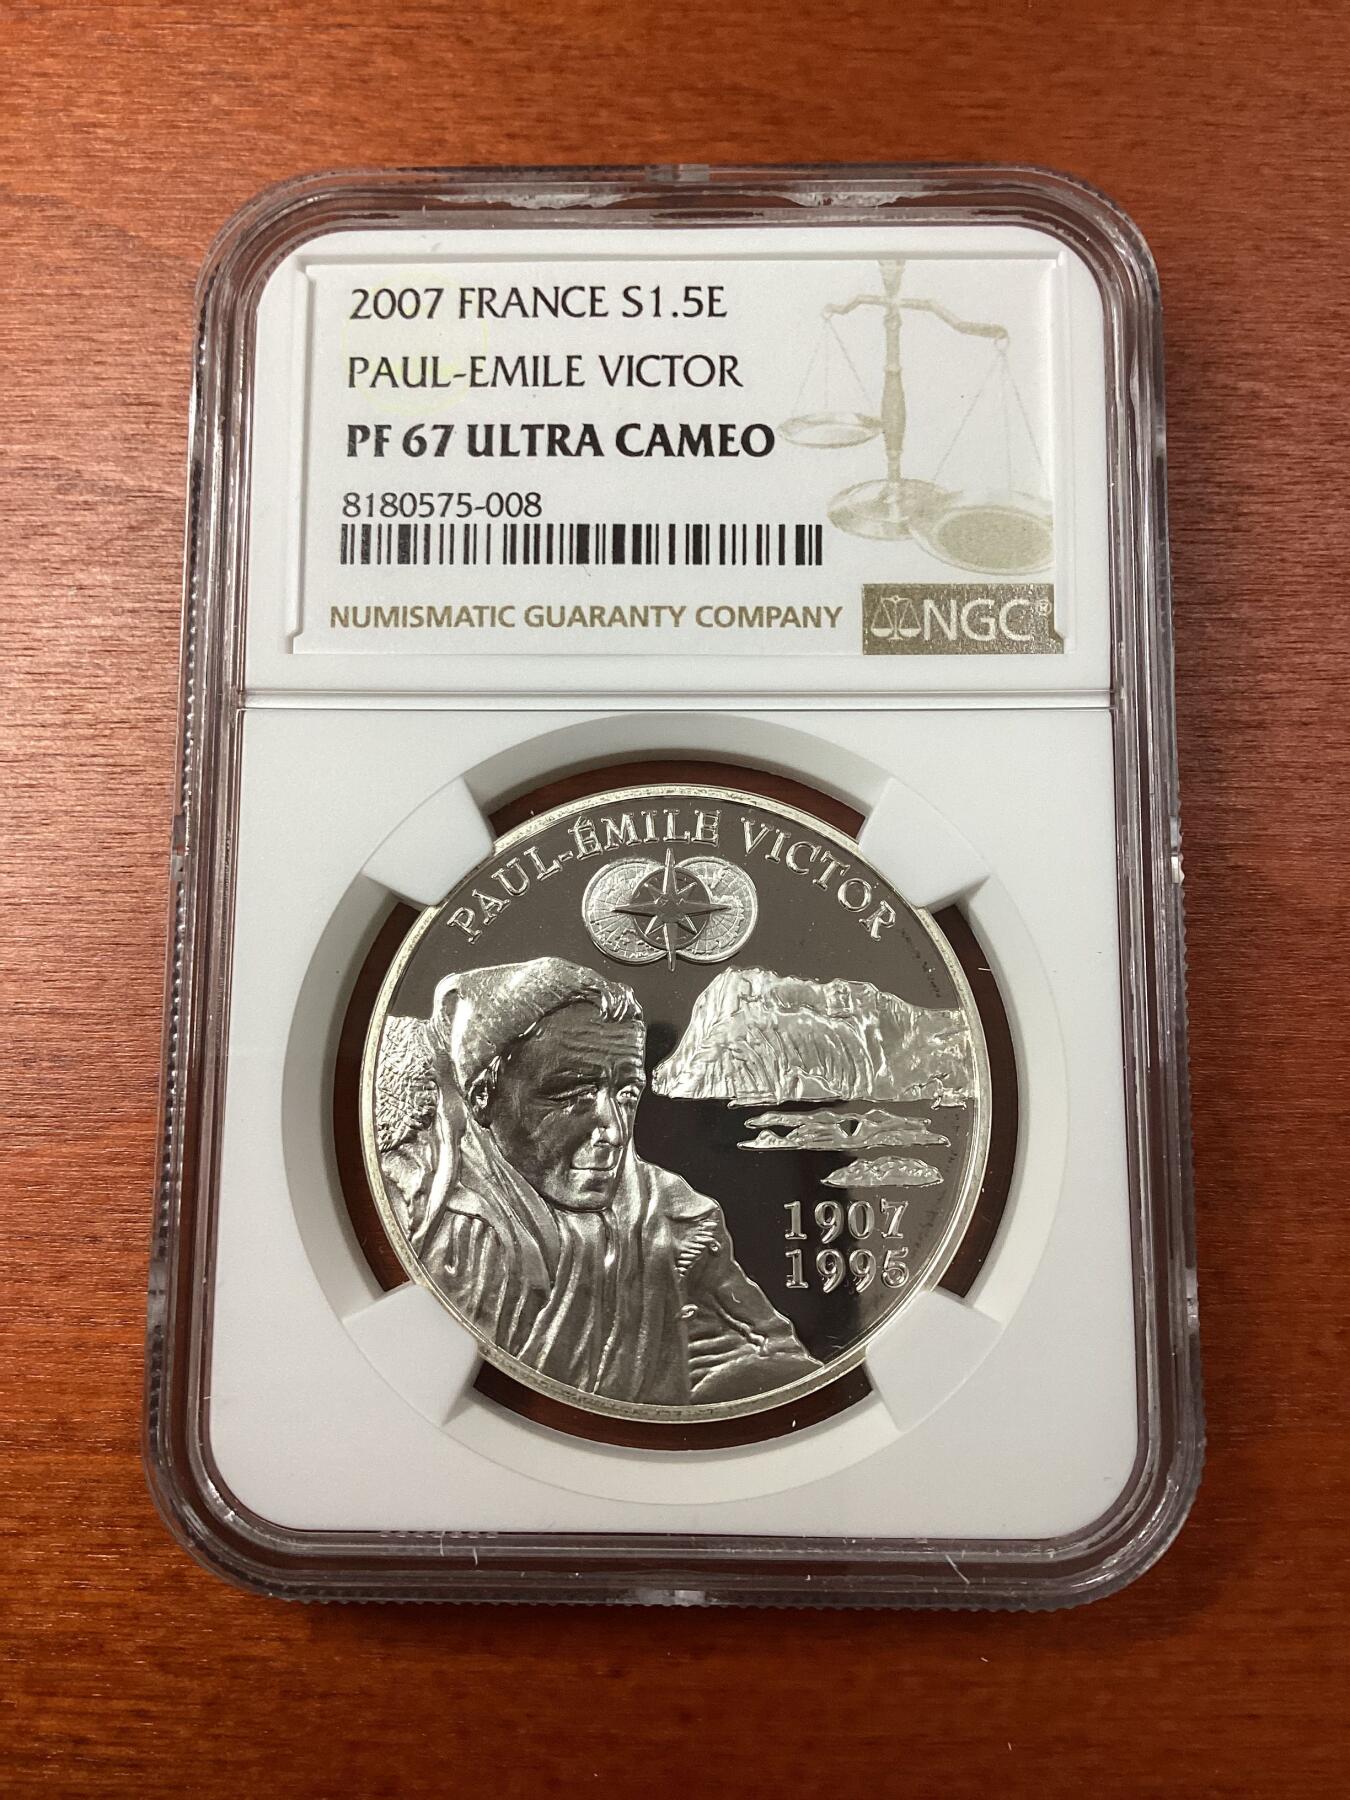 2007 FRANCE S1.5E
PAUL-EMILE VICTOR
PF 67 ULTRA CAMEO
8180575-008
NUMISMATIC GUARANTY COMPANY
NGC®
PAUL-ÉMILE VICTOR
1907
1995